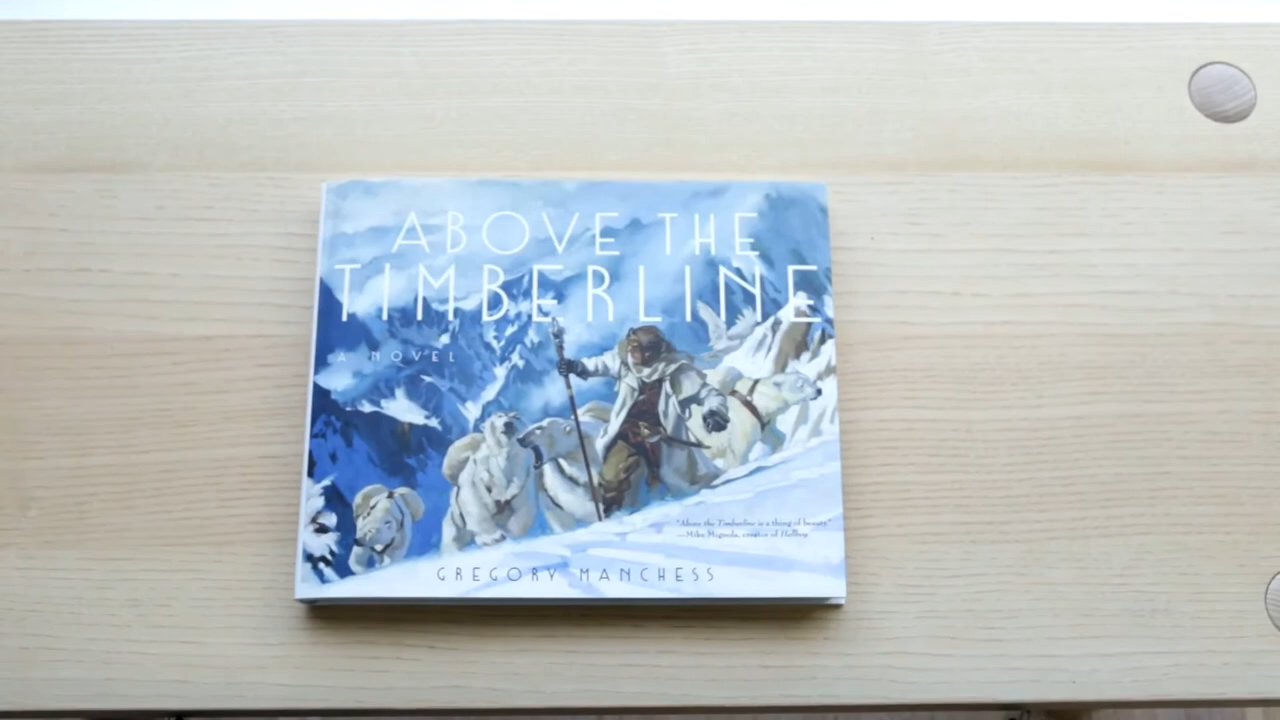 ABOVE THE
TIMBERLINE
A NOVEL
"Above the Timberline is a thing of beauty."
—Mike Mignola, creator of Hellboy
GREGORY MANCHESS